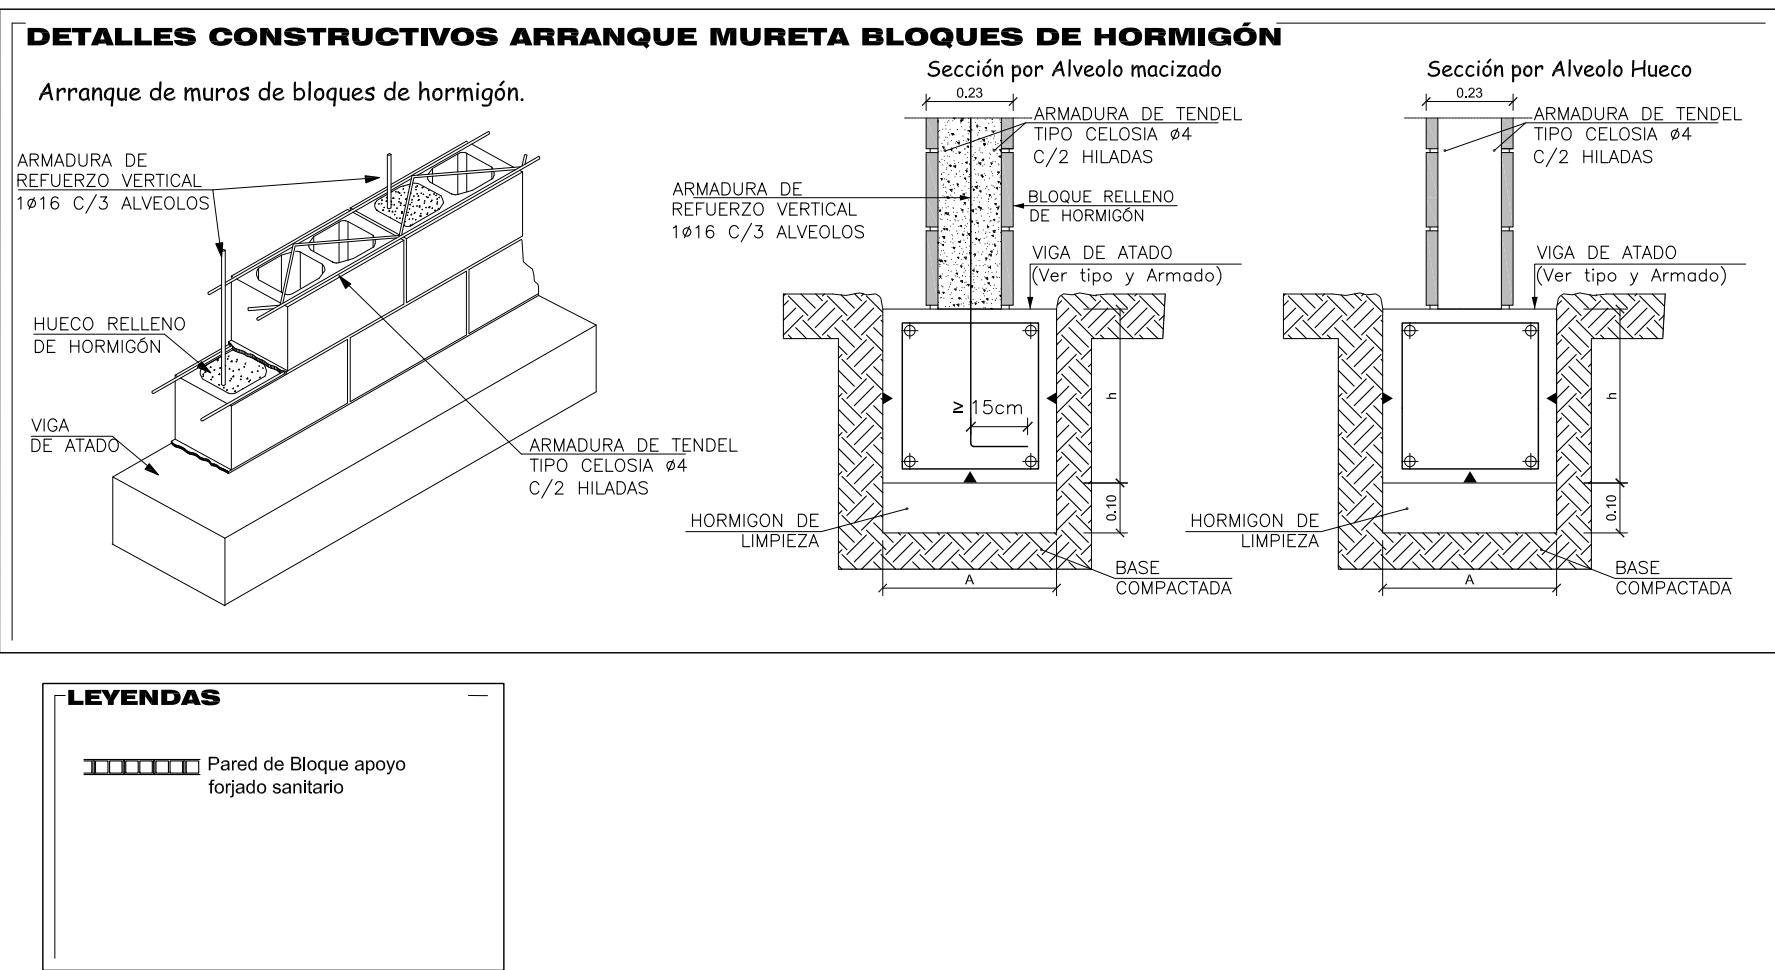 DETALLES CONSTRUCTIVOS ARRANQUE MURETA BLOQUES DE HORMIGÓN
Arranque de muros de bloques de hormigón.
ARMADURA DE
REFUERZO VERTICAL
1ø16 C/3 ALVEOLOS
HUECO RELLENO
DE HORMIGÓN
VIGA
DE ATADO
ARMADURA DE TENDEL
TIPO CELOSIA ø4
C/2 HILADAS
Sección por Alveolo macizado
0.23
ARMADURA DE TENDEL
TIPO CELOSIA ø4
C/2 HILADAS
ARMADURA DE
REFUERZO VERTICAL
1ø16 C/3 ALVEOLOS
BLOQUE RELLENO
DE HORMIGÓN
VIGA DE ATADO
(Ver tipo y Armado)
≥ 15cm
h
0.10
HORMIGON DE
LIMPIEZA
A
BASE
COMPACTADA
Sección por Alveolo Hueco
0.23
ARMADURA DE TENDEL
TIPO CELOSIA ø4
C/2 HILADAS
VIGA DE ATADO
(Ver tipo y Armado)
h
0.10
HORMIGON DE
LIMPIEZA
A
BASE
COMPACTADA
LEYENDAS
Pared de Bloque apoyo
forjado sanitario